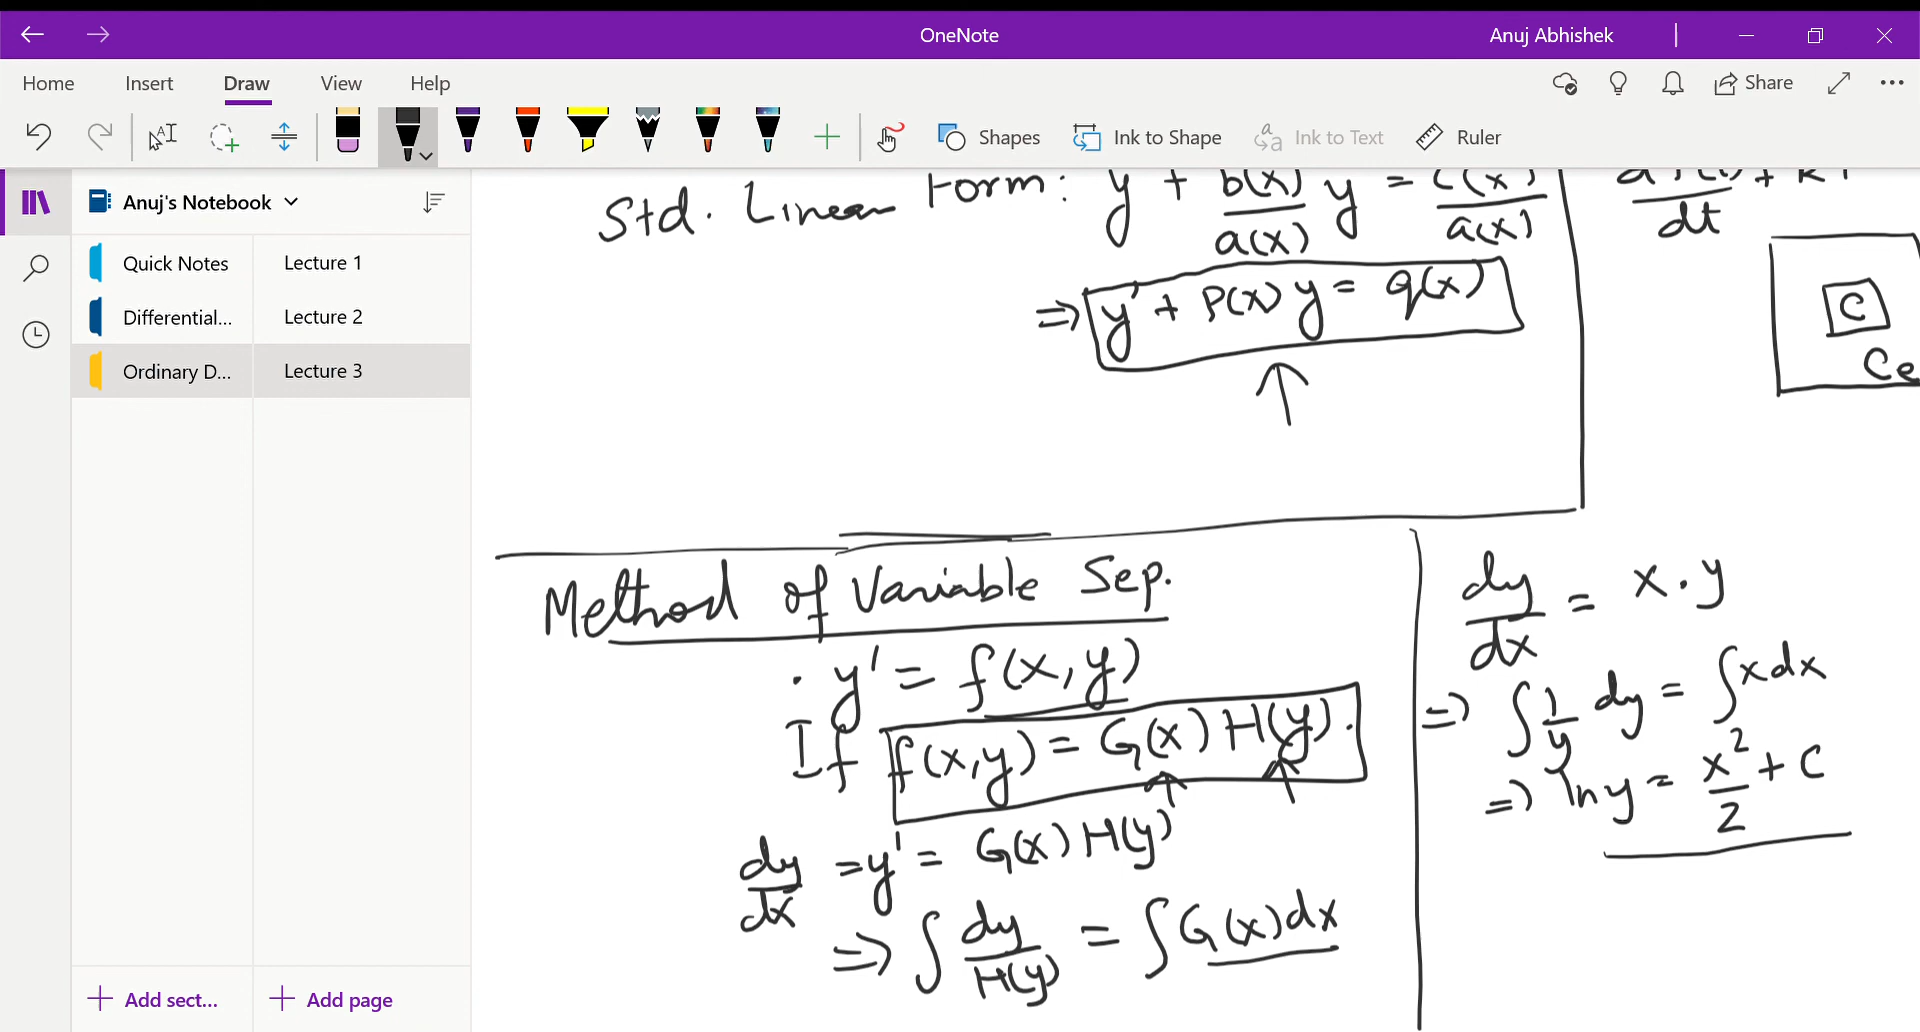 OneNote
Anuj Abhishek
Home Insert Draw View Help
Share
Shapes Ink to Shape Ink to Text Ruler
Anuj's Notebook
Quick Notes
Differential...
Ordinary D...
Lecture 1
Lecture 2
Lecture 3
Add sect...
Add page
Std. Linear Form: y + b(x)/a(x) y = c(x)/a(x)
⇒ y' + P(x) y = q(x)
dt
C
Ce
Method of Variable Sep.
· y' = f(x,y)
If f(x,y) = G(x) H(y).
dy/dx = y' = G(x) H(y)
⇒ ∫ dy/H(y) = ∫ G(x) dx
dy/dx = x · y
⇒ ∫ 1/y dy = ∫ x dx
⇒ ln y = x²/2 + C